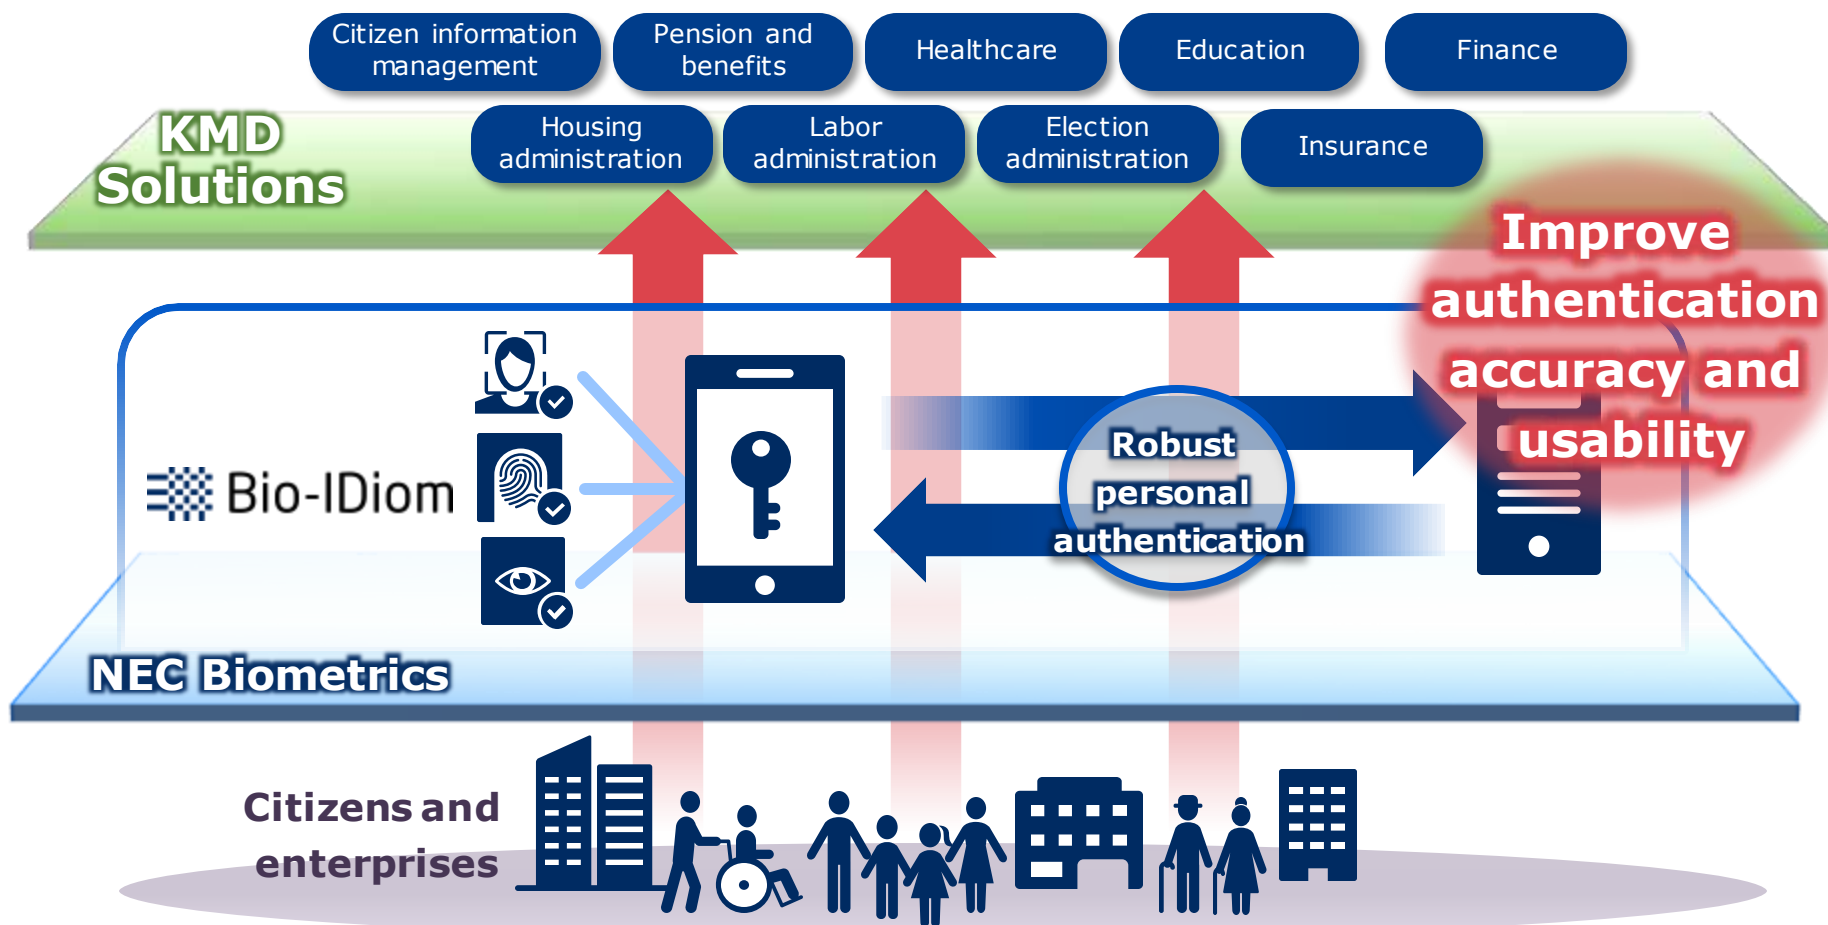 Citizen information
management
Pension and
benefits
Healthcare
Education
Finance
KMD
Solutions
Housing
administration
Labor
administration
Election
administration
Insurance
Improve
authentication
accuracy and
usability
Bio-IDiom
Robust
personal
authentication
NEC Biometrics
Citizens and
enterprises